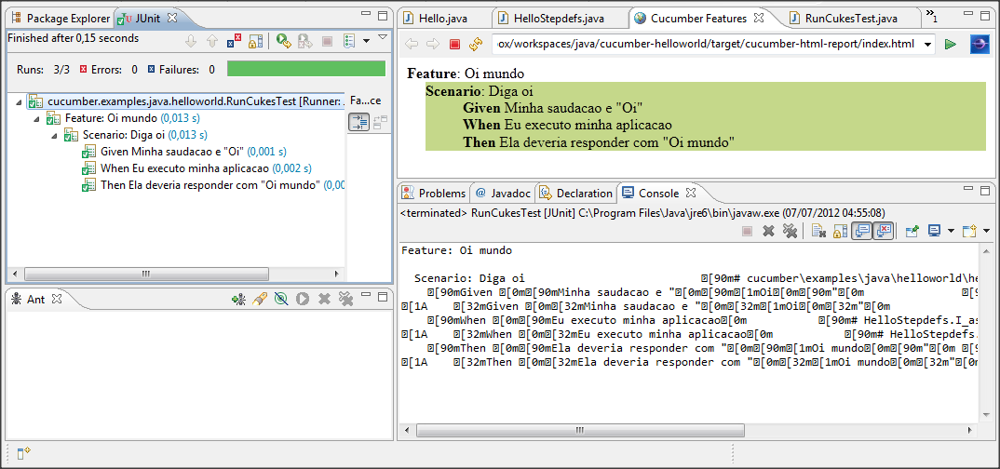 Package Explorer JUnit
Finished after 0,15 seconds
Runs: 3/3 Errors: 0 Failures: 0
cucumber.examples.java.helloworld.RunCukesTest [Runner: .
Feature: Oi mundo (0,013 s)
Scenario: Diga oi (0,013 s)
Given Minha saudacao e "Oi" (0,001 s)
When Eu executo minha aplicacao (0,002 s)
Then Ela deveria responder com "Oi mundo" (0,00
Fa...ce
Ant
Hello.java HelloStepdefs.java Cucumber Features RunCukesTest.java »1
ox/workspaces/java/cucumber-helloworld/target/cucumber-html-report/index.html
Feature: Oi mundo
Scenario: Diga oi
Given Minha saudacao e "Oi"
When Eu executo minha aplicacao
Then Ela deveria responder com "Oi mundo"
Problems @ Javadoc Declaration Console
<terminated> RunCukesTest [JUnit] C:\Program Files\Java\jre6\bin\javaw.exe (07/07/2012 04:55:08)
Feature: Oi mundo
Scenario: Diga oi [90m# cucumber\examples\java\helloworld\he
[90mGiven [0m[90mMinha saudacao e "[0m[90m[1mOi[0m[90m"[0m [9
[1A [32mGiven [0m[32mMinha saudacao e "[0m[32m[1mOi[0m[32m"[0m
[90mWhen [0m[90mEu executo minha aplicacao[0m [90m# HelloStepdefs.I_as
[1A [32mWhen [0m[32mEu executo minha aplicacao[0m [90m# HelloStepdefs.
[90mThen [0m[90mEla deveria responder com "[0m[90m[1mOi mundo[0m[90m"[0m [9
[1A [32mThen [0m[32mEla deveria responder com "[0m[32m[1mOi mundo[0m[32m"[0m